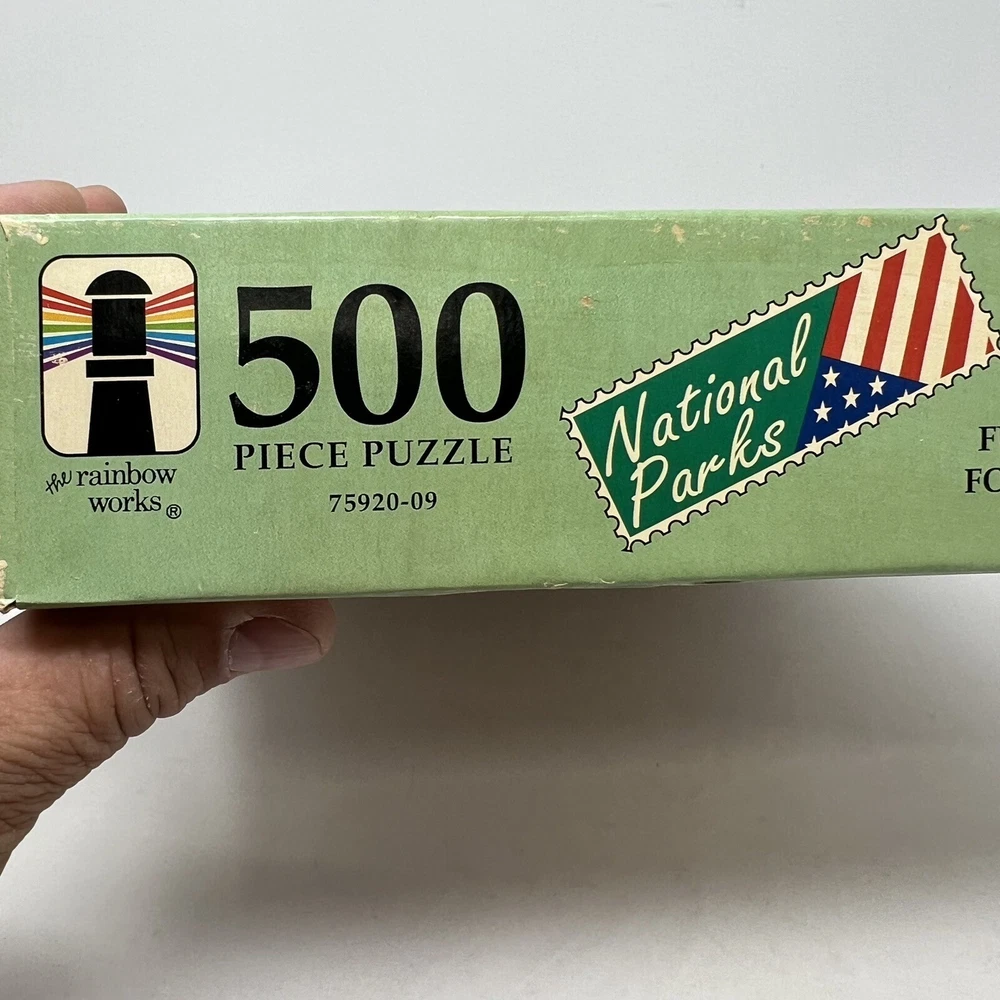 the rainbow
works®
500
PIECE PUZZLE
75920-09
National
Parks